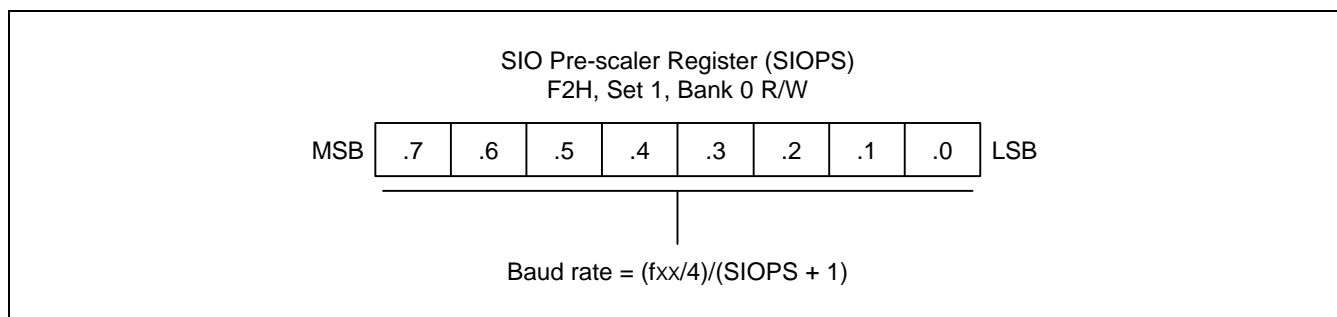 SIO Pre-scaler Register (SIOPS)
F2H, Set 1, Bank 0 R/W
MSB .7 .6 .5 .4 .3 .2 .1 .0 LSB
Baud rate = (fxx/4)/(SIOPS + 1)